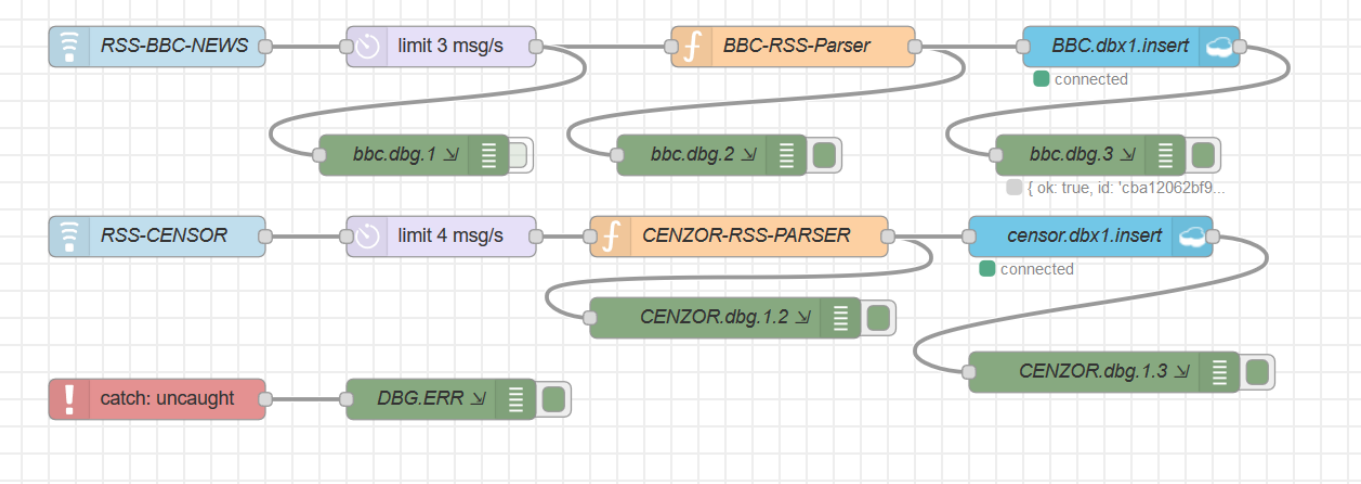 RSS-BBC-NEWS
limit 3 msg/s
BBC-RSS-Parser
BBC.dbx1.insert
connected
bbc.dbg.1
bbc.dbg.2
bbc.dbg.3
{ ok: true, id: 'cba12062bf9...
RSS-CENSOR
limit 4 msg/s
CENZOR-RSS-PARSER
censor.dbx1.insert
connected
CENZOR.dbg.1.2
CENZOR.dbg.1.3
catch: uncaught
DBG.ERR